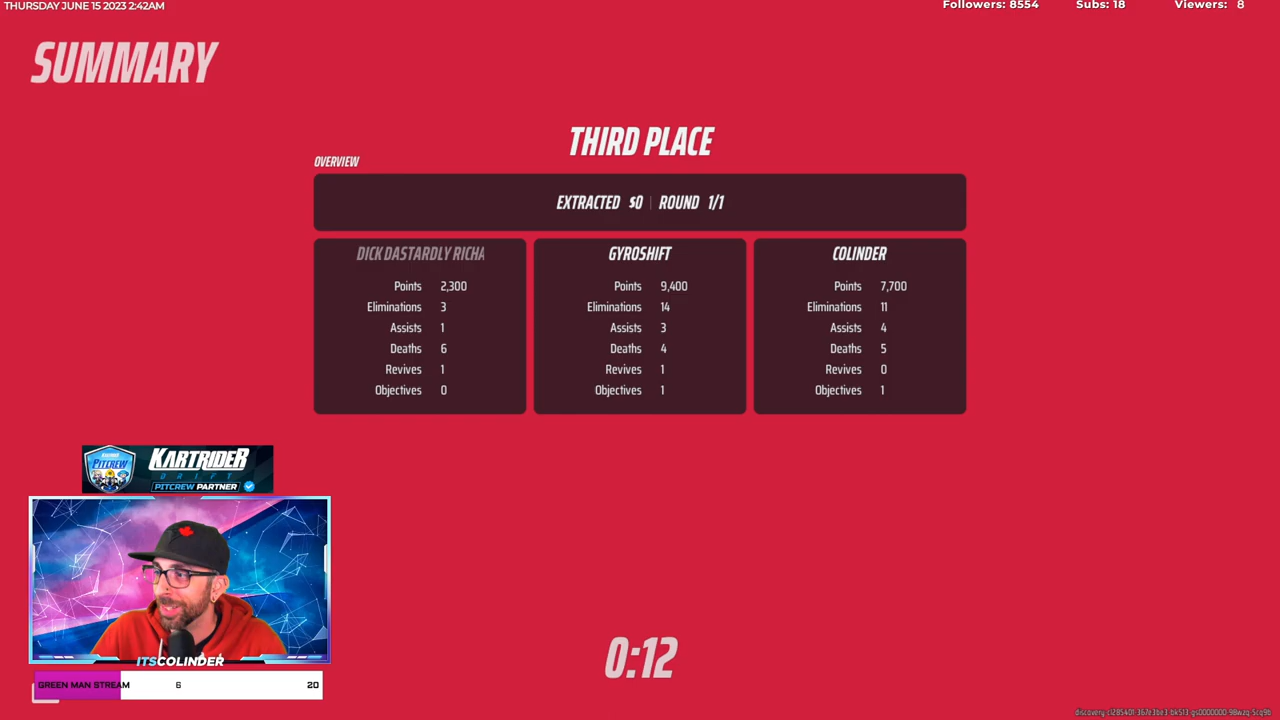 THURSDAY JUNE 15 2023 2:42AM
Followers: 8554 Subs: 18 Viewers: 8
SUMMARY
THIRD PLACE
OVERVIEW
EXTRACTED $0 | ROUND 1/1
DICK DASTARDLY RICHA
Points 2,300
Eliminations 3
Assists 1
Deaths 6
Revives 1
Objectives 0
GYROSHIFT
Points 9,400
Eliminations 14
Assists 3
Deaths 4
Revives 1
Objectives 1
COLINDER
Points 7,700
Eliminations 11
Assists 4
Deaths 5
Revives 0
Objectives 1
PITCREW
KARTRIDER
DRIFT
PITCREW PARTNER
ITSCOLINDER
GREEN MAN STREAM 6 20
0:12